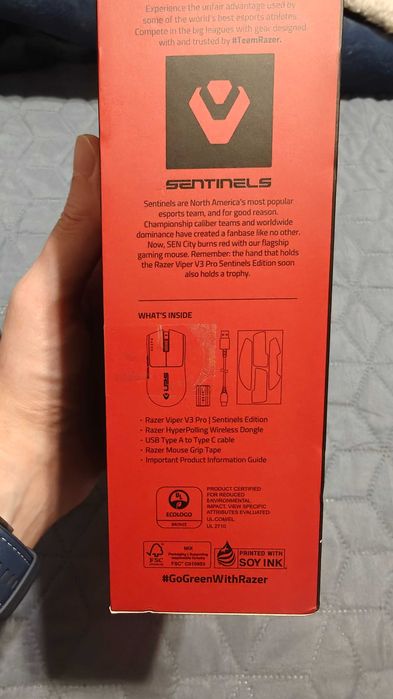 Experience the unfair advantage used by
some of the world's best esports athletes.
Compete in the big leagues with gear designed
with and trusted by #TeamRazer.
SENTINELS
Sentinels are North America's most popular
esports team, and for good reason.
Championship caliber teams and worldwide
dominance have created a fanbase like no other.
Now, SEN City burns red with our flagship
gaming mouse. Remember: the hand that holds
the Razer Viper V3 Pro Sentinels Edition soon
also holds a trophy.
WHAT'S INSIDE
- Razer Viper V3 Pro | Sentinels Edition
- Razer HyperPolling Wireless Dongle
- USB Type A to Type C cable
- Razer Mouse Grip Tape
- Important Product Information Guide
UL
ECOLOGO
BRONZE
PRODUCT CERTIFIED
FOR REDUCED
ENVIRONMENTAL
IMPACT. VIEW SPECIFIC
ATTRIBUTES EVALUATED
UL.COM/EL
UL 2710
FSC
MIX
Packaging | Supporting
responsible forestry
PRINTED WITH
SOY INK
#GoGreenWithRazer